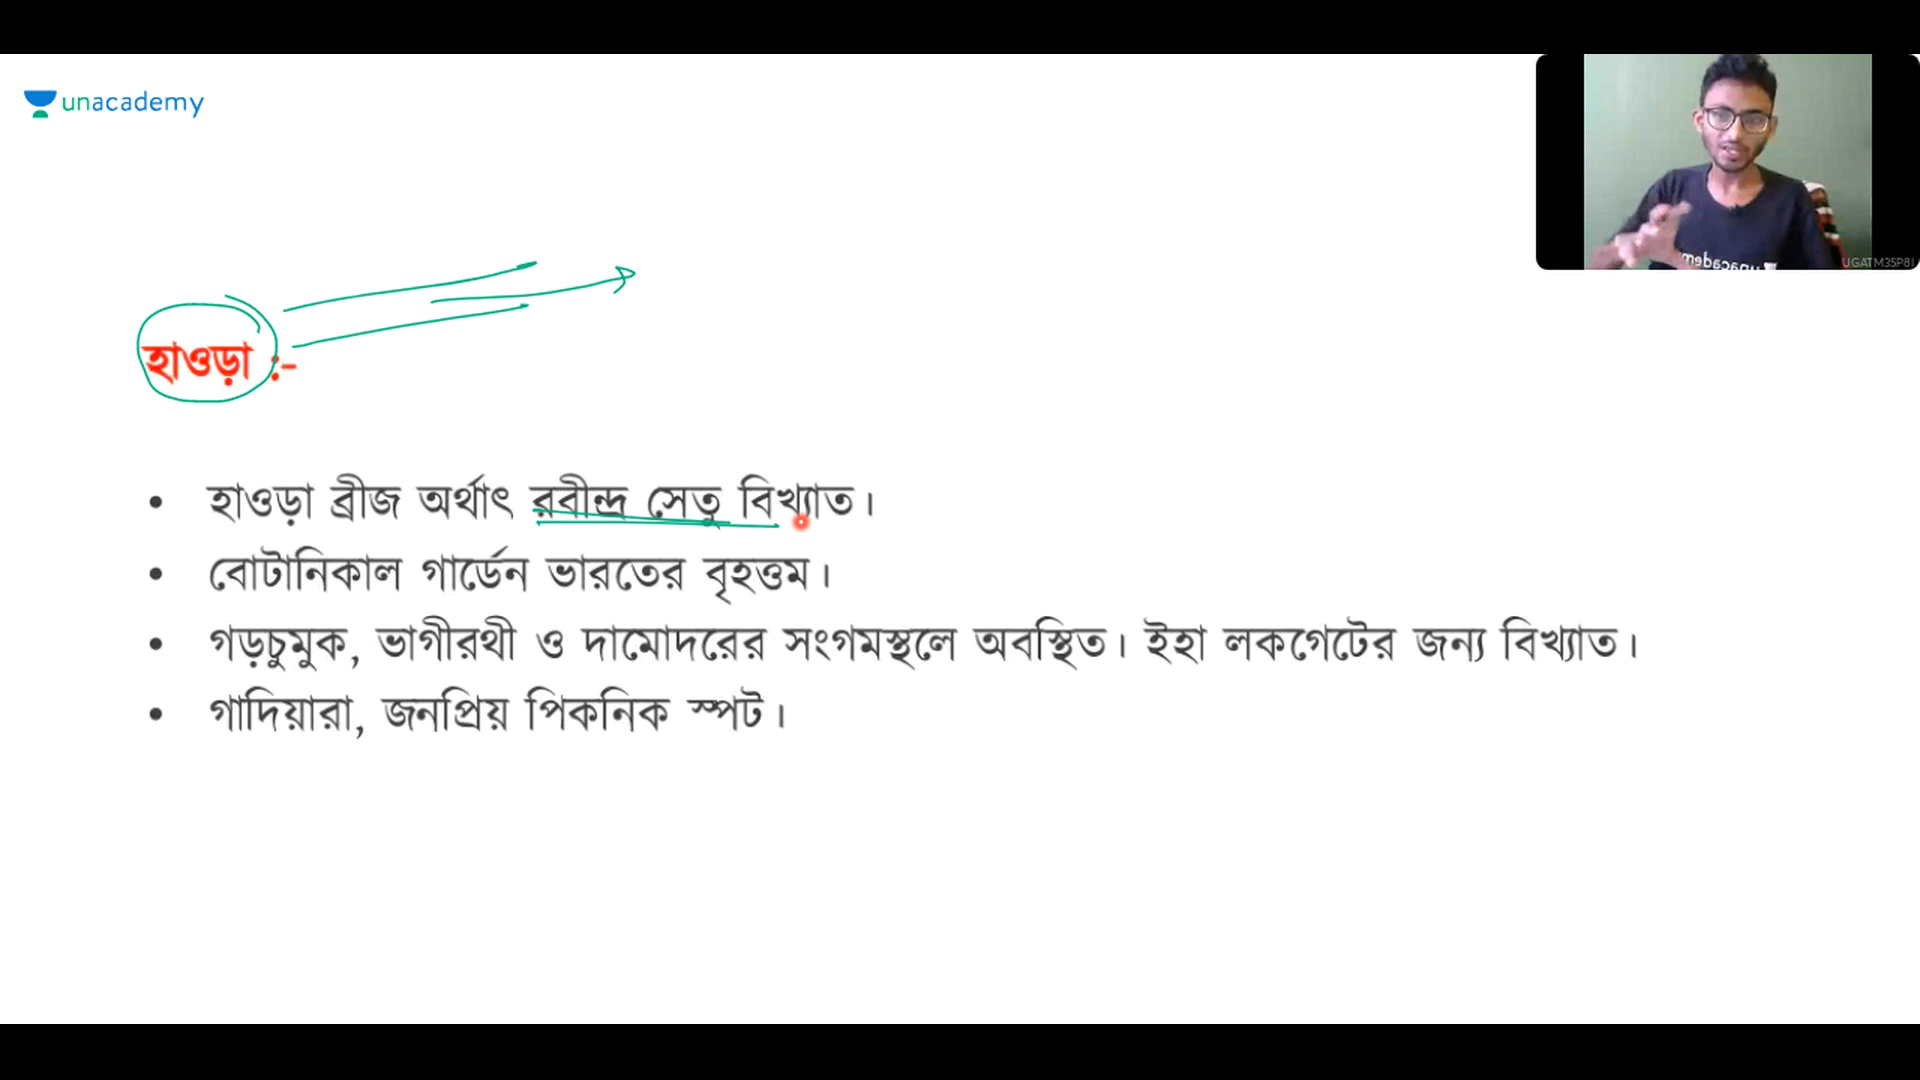 unacademy
UGATM35P8I
হাওড়া :-
• হাওড়া ব্রীজ অর্থাৎ রবীন্দ্র সেতু বিখ্যাত।
• বোটানিকাল গার্ডেন ভারতের বৃহত্তম।
• গড়চুমুক, ভাগীরথী ও দামোদরের সংগমস্থলে অবস্থিত। ইহা লকগেটের জন্য বিখ্যাত।
• গাদিয়ারা, জনপ্রিয় পিকনিক স্পট।